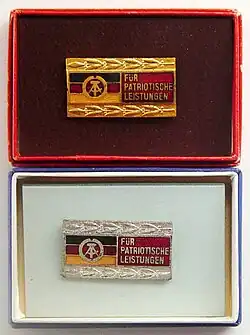 FÜR
PATRIOTISCHE
LEISTUNGEN
FÜR
PATRIOTISCHE
LEISTUNGEN